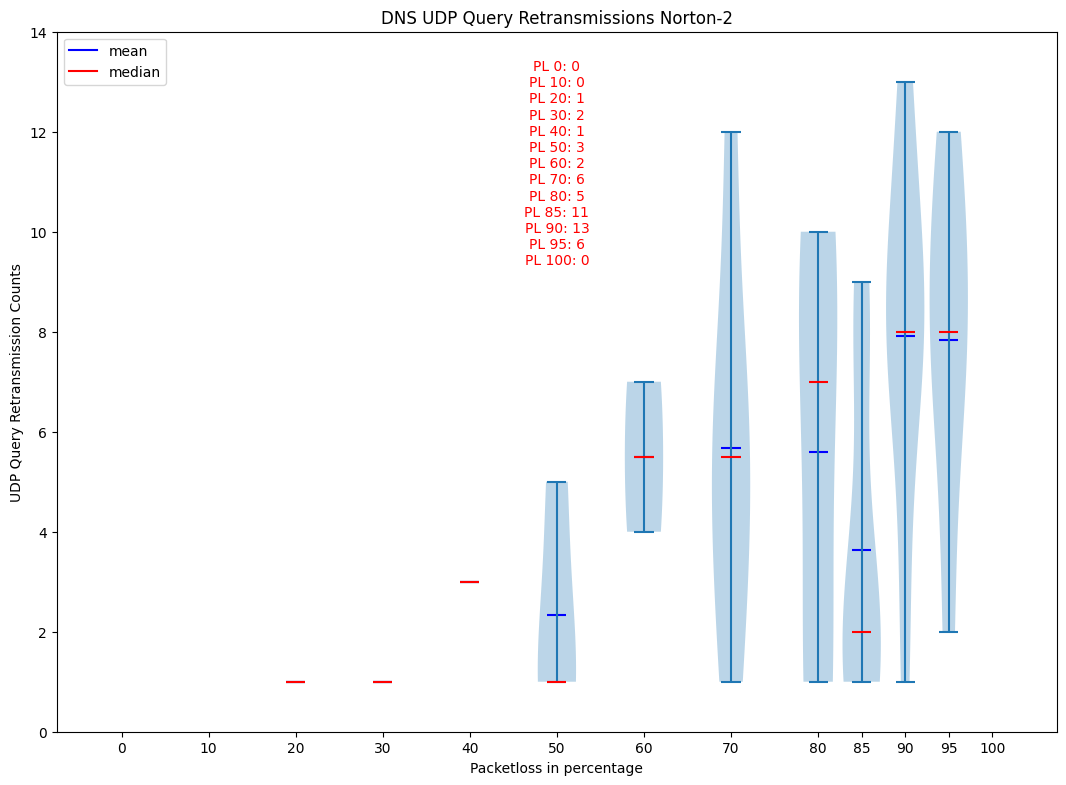 DNS UDP Query Retransmissions Norton-2
mean
median
PL 0: 0
PL 10: 0
PL 20: 1
PL 30: 2
PL 40: 1
PL 50: 3
PL 60: 2
PL 70: 6
PL 80: 5
PL 85: 11
PL 90: 13
PL 95: 6
PL 100: 0
UDP Query Retransmission Counts
14
12
10
8
6
4
2
0
0 10 20 30 40 50 60 70 80 85 90 95 100
Packetloss in percentage